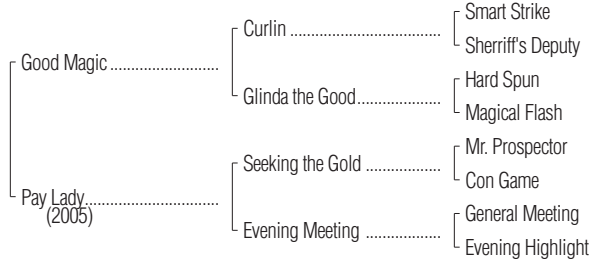 Smart Strike
Curlin ..........................................
Sherriff's Deputy
Good Magic ..............................
Hard Spun
Glinda the Good.......................
Magical Flash
Mr. Prospector
Seeking the Gold ....................
Con Game
Pay Lady.....................................
(2005)
General Meeting
Evening Meeting ....................
Evening Highlight